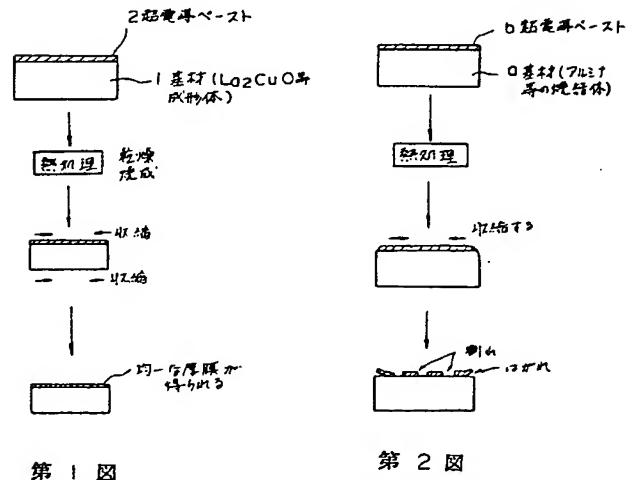 2超電導ペースト
1基材(La2CuO等
成形体)
熱処理
乾燥
焼成
収縮
収縮
均一な厚膜が
得られる
第 1 図
b超電導ペースト
a基材(アルミナ
等の焼結体)
熱処理
収縮する
割れ
はがれ
第 2 図